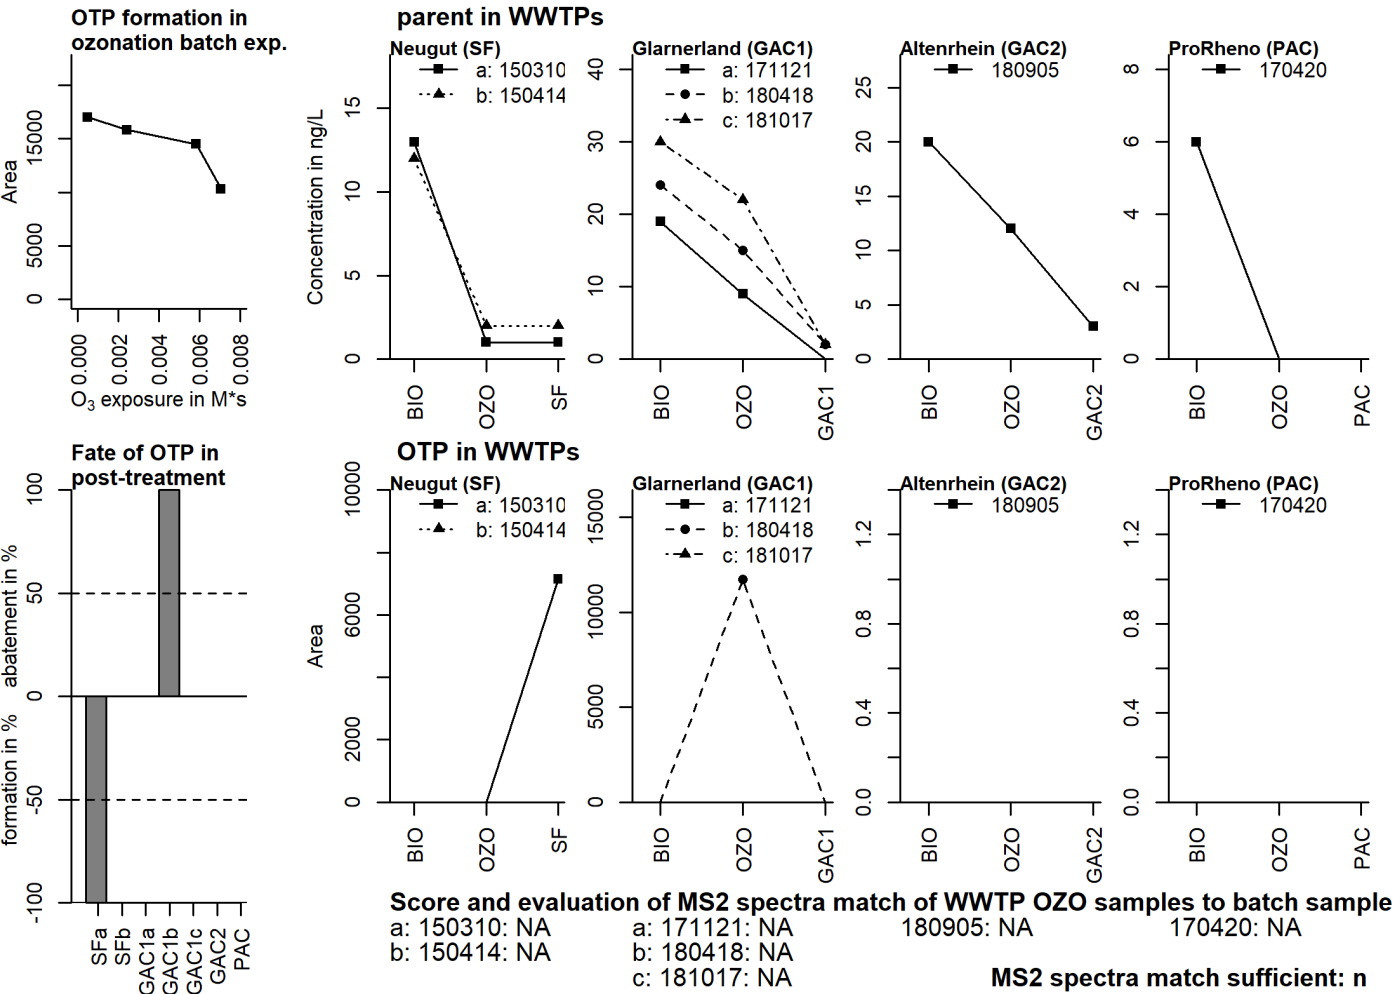 OTP formation in
ozonation batch exp.
Area
0
5000
15000
0.000
0.002
0.004
0.006
0.008
O₃ exposure in M*s
parent in WWTPs
Concentration in ng/L
Neugut (SF)
a: 150310
b: 150414
0
5
10
15
BIO
OZO
SF
Glarnerland (GAC1)
a: 171121
b: 180418
c: 181017
0
10
20
30
40
BIO
OZO
GAC1
Altenrhein (GAC2)
180905
0
5
10
15
20
25
BIO
OZO
GAC2
ProRheno (PAC)
170420
0
2
4
6
8
BIO
OZO
PAC
Fate of OTP in
post-treatment
formation in %
abatement in %
-100
-50
0
50
100
SFa
SFb
GAC1a
GAC1b
GAC1c
GAC2
PAC
OTP in WWTPs
Area
Neugut (SF)
a: 150310
b: 150414
0
2000
6000
10000
BIO
OZO
SF
Glarnerland (GAC1)
a: 171121
b: 180418
c: 181017
0
5000
10000
15000
BIO
OZO
GAC1
Altenrhein (GAC2)
180905
0.0
0.4
0.8
1.2
BIO
OZO
GAC2
ProRheno (PAC)
170420
0.0
0.4
0.8
1.2
BIO
OZO
PAC
Score and evaluation of MS2 spectra match of WWTP OZO samples to batch sample
a: 150310: NA
b: 150414: NA
a: 171121: NA
b: 180418: NA
c: 181017: NA
180905: NA
170420: NA
MS2 spectra match sufficient: n